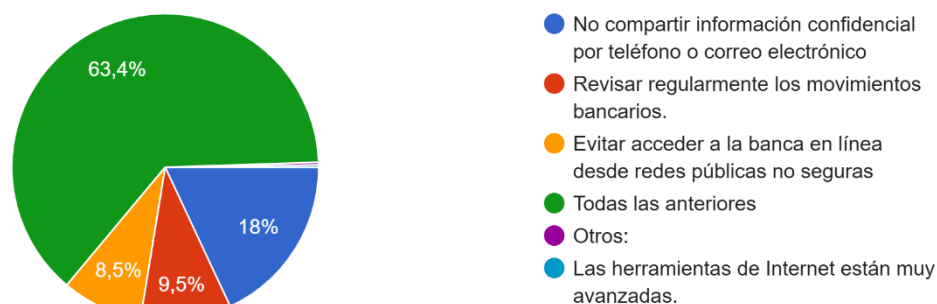 63,4%
18%
8,5%
9,5%
No compartir información confidencial
por teléfono o correo electrónico
Revisar regularmente los movimientos
bancarios.
Evitar acceder a la banca en línea
desde redes públicas no seguras
Todas las anteriores
Otros:
Las herramientas de Internet están muy
avanzadas.